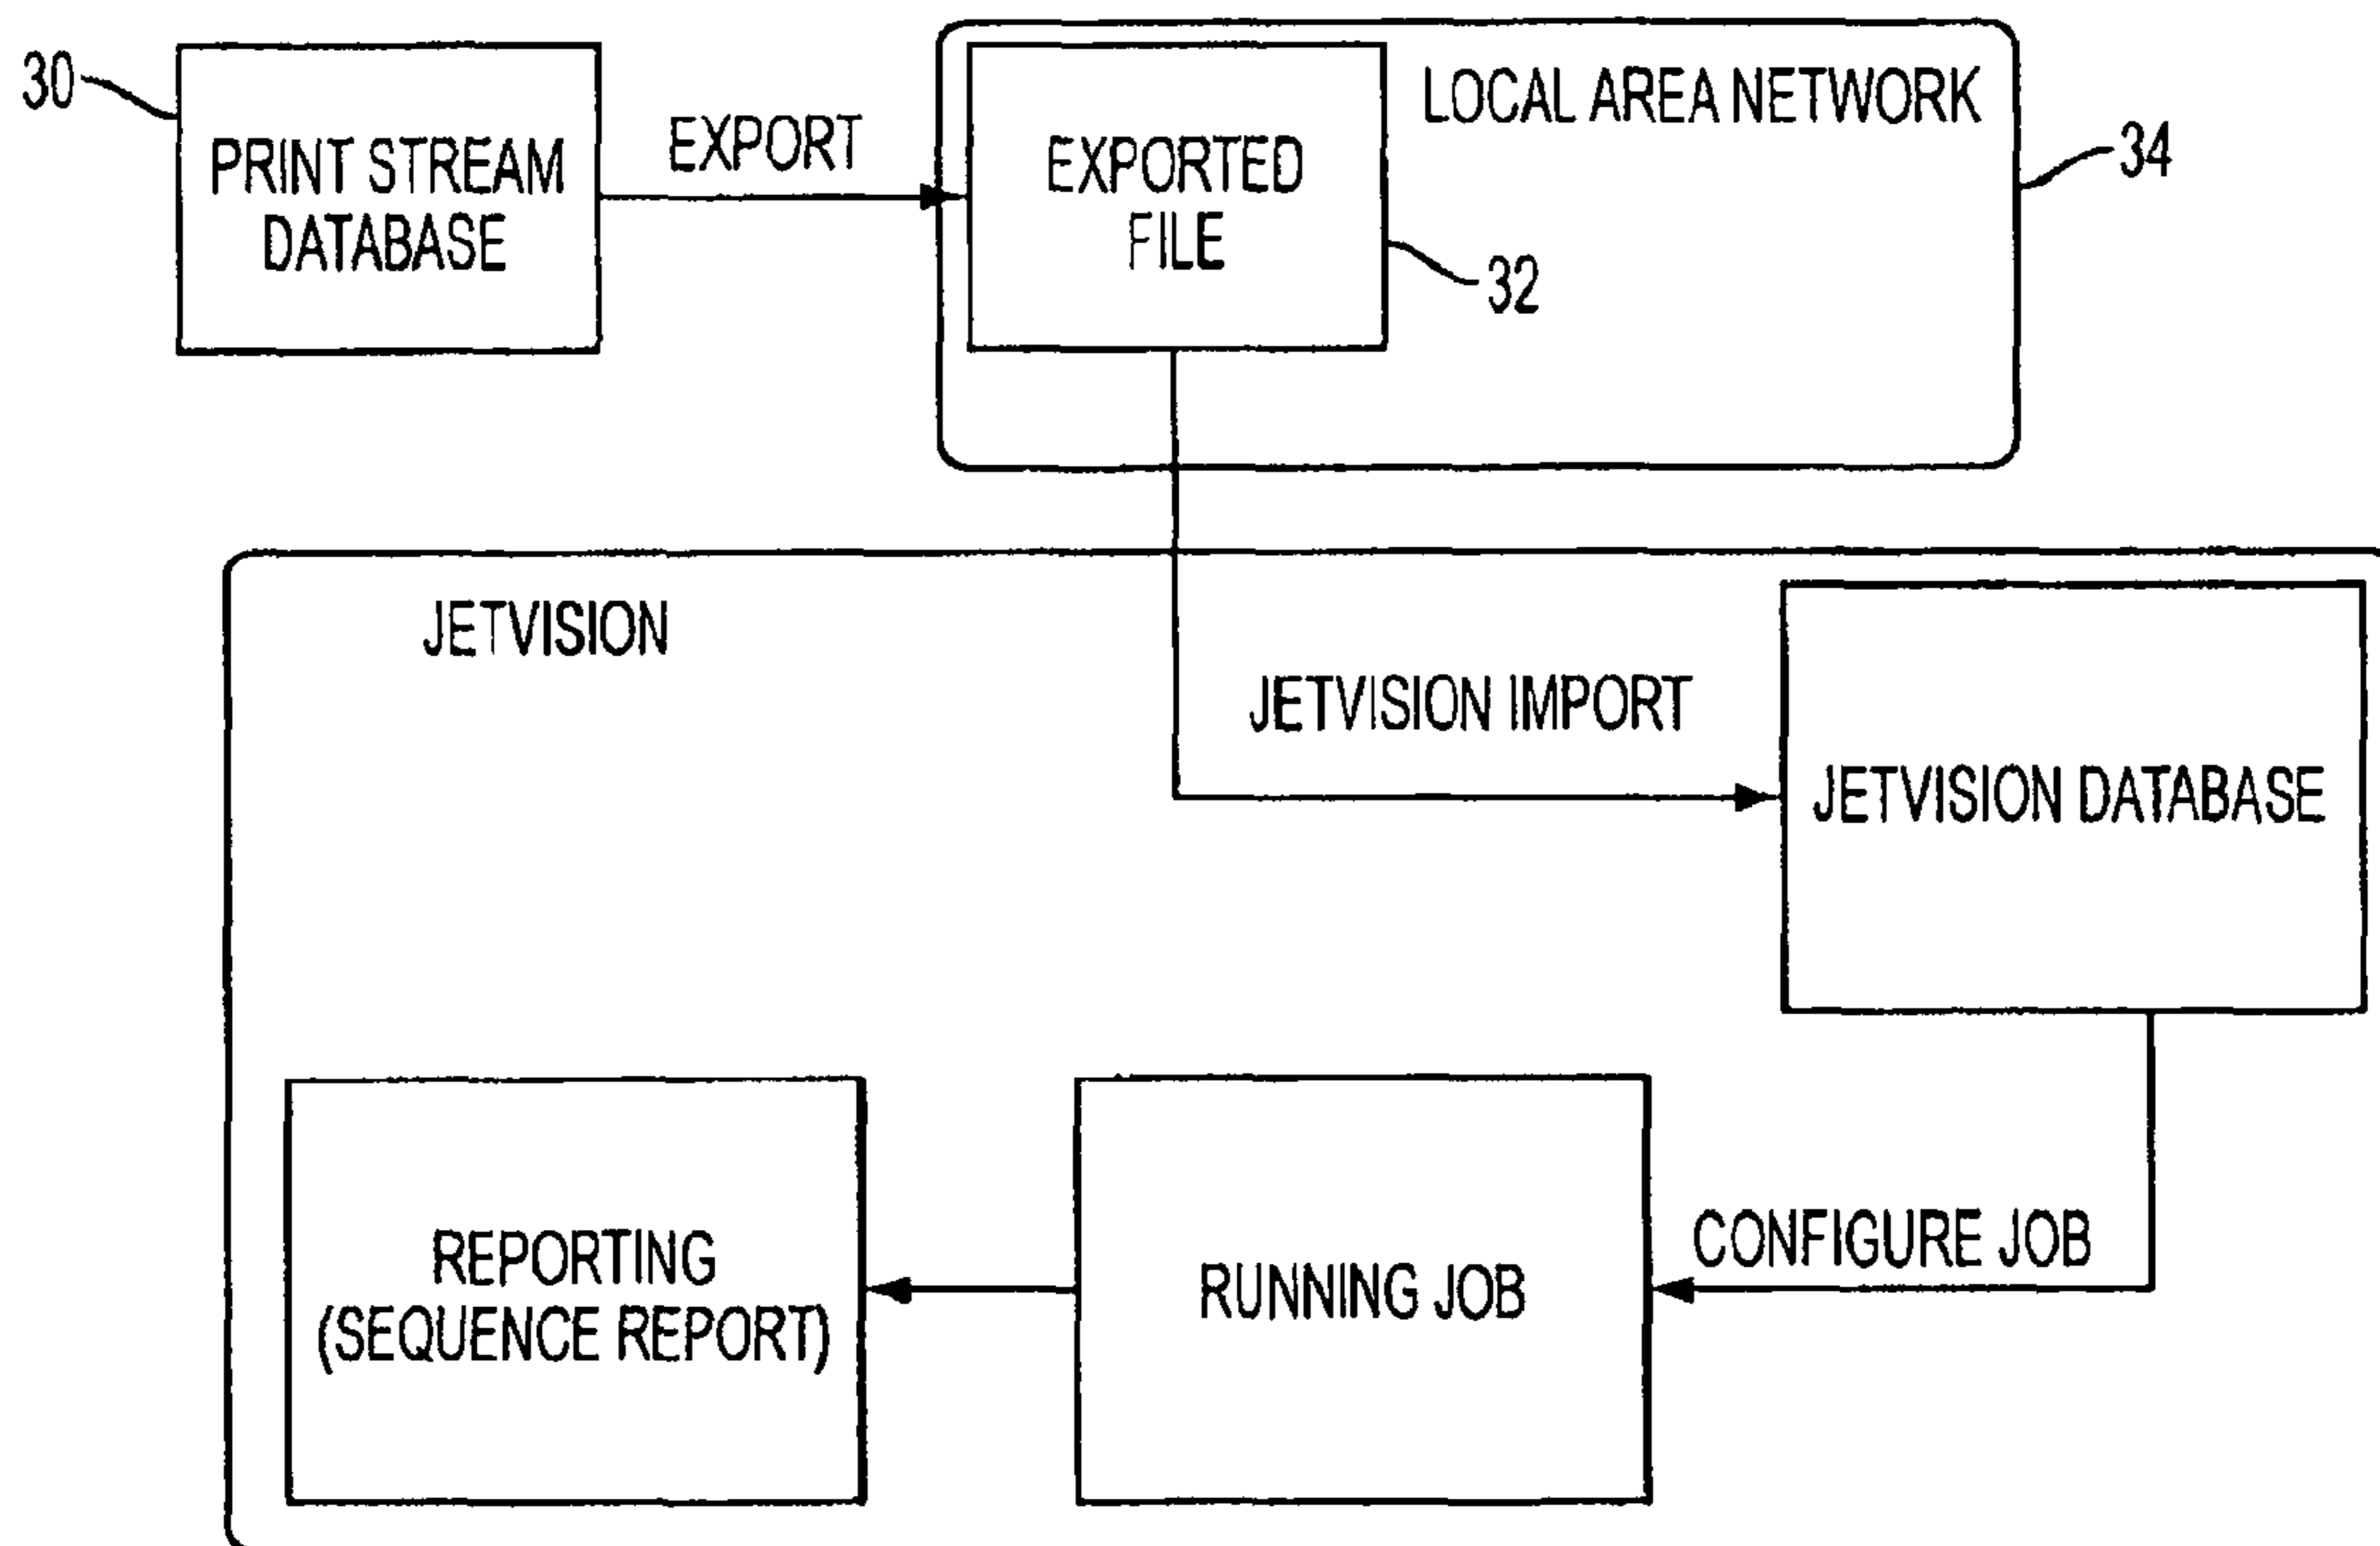 30
PRINT STREAM
DATABASE
EXPORT
EXPORTED
FILE
LOCAL AREA NETWORK
34
32
JETVISION
JETVISION IMPORT
JETVISION DATABASE
CONFIGURE JOB
RUNNING JOB
REPORTING
(SEQUENCE REPORT)